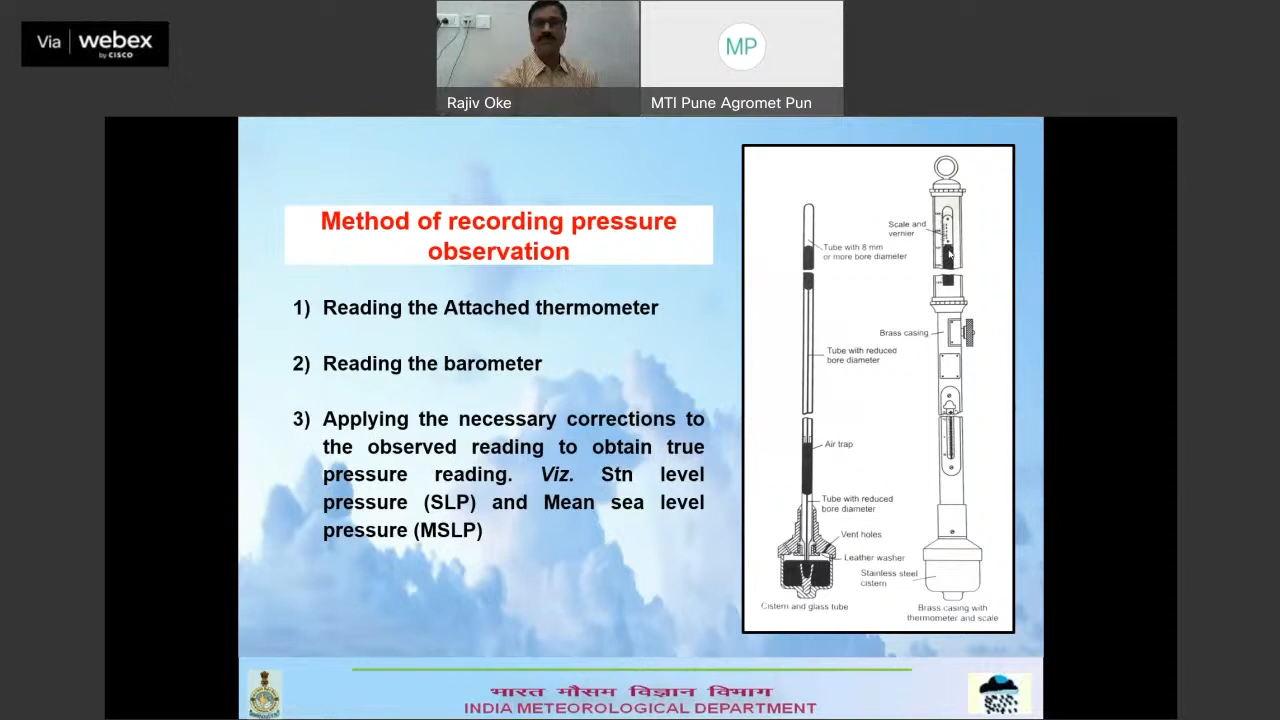 Via webex
by CISCO
MP
Rajiv Oke
MTI Pune Agromet Pun
Method of recording pressure
observation
1) Reading the Attached thermometer
2) Reading the barometer
3) Applying the necessary corrections to
the observed reading to obtain true
pressure reading. Viz. Stn level
pressure (SLP) and Mean sea level
pressure (MSLP)
Scale and
vernier
Tube with 8 mm
or more bore diameter
Brass casing
Tube with reduced
bore diameter
Air trap
Tube with reduced
bore diameter
Vent holes
Leather washer
Stainless steel
cistern
Cistern and glass tube
Brass casing with
thermometer and scale
भारत मौसम विज्ञान विभाग
INDIA METEOROLOGICAL DEPARTMENT